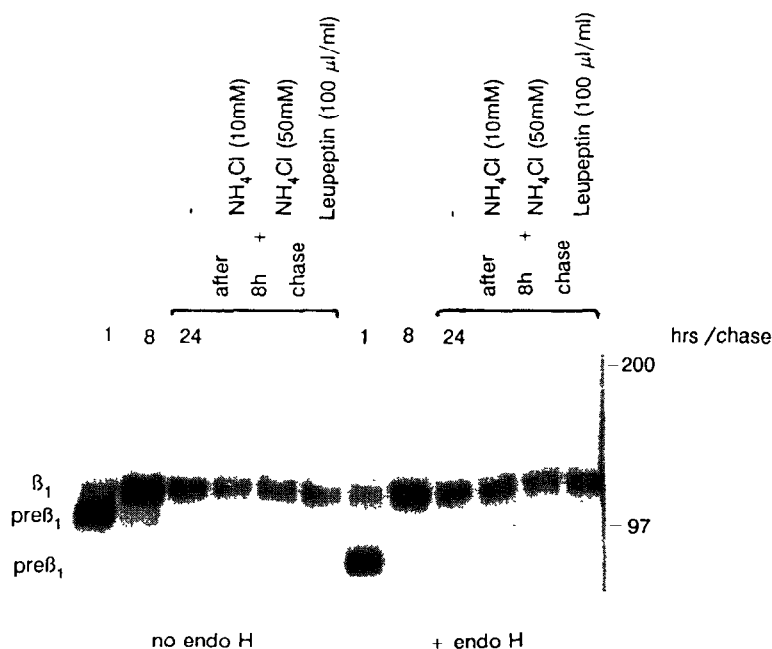 - NH₄Cl (10mM) NH₄Cl (50mM) Leupeptin (100 µl/ml) - NH₄Cl (10mM) NH₄Cl (50mM) Leupeptin (100 µl/ml)
+ +
after 8h chase after 8h chase
1 8 24 1 8 24 hrs /chase
-200
ß₁
preß₁
-97
preß₁
no endo H + endo H